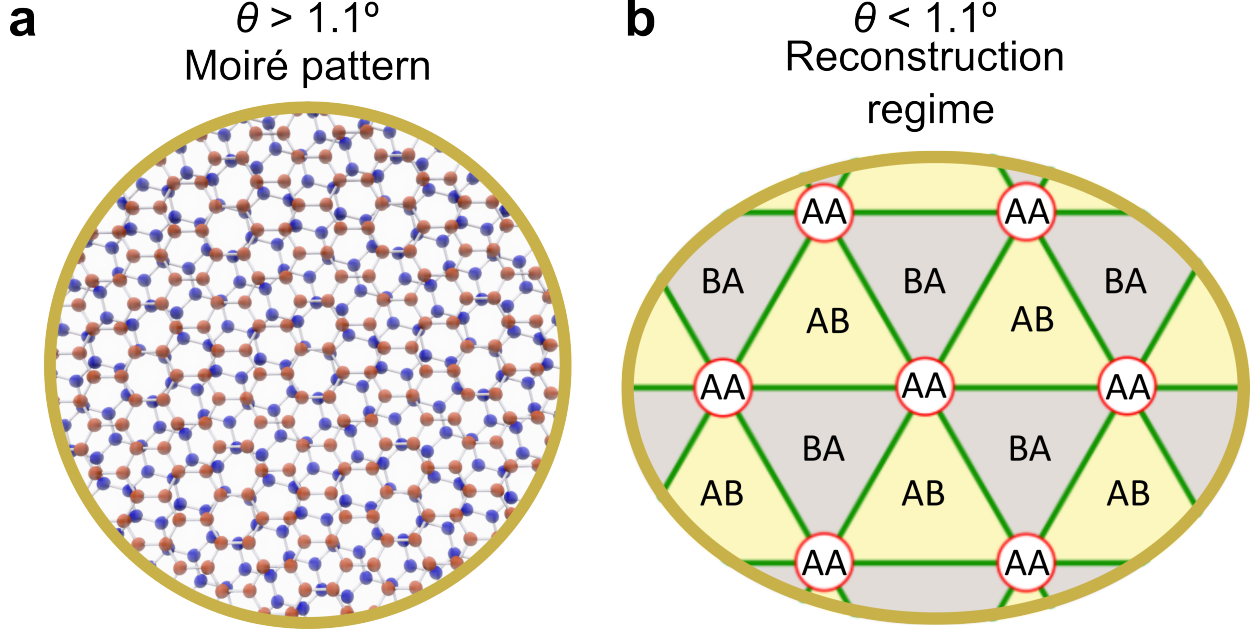 a
θ > 1.1º
Moiré pattern
b
θ < 1.1º
Reconstruction
regime
AA AA
BA BA BA
AB AB
AA AA AA
BA BA
AB AB AB
AA AA